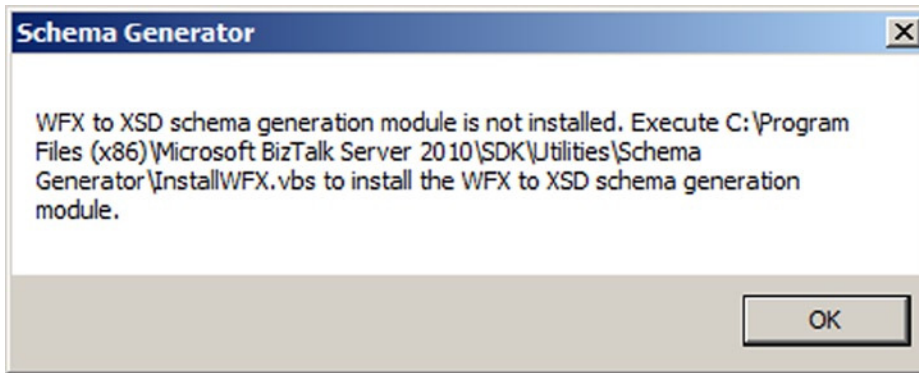 Schema Generator
WFX to XSD schema generation module is not installed. Execute C:\Program
Files (x86)\Microsoft BizTalk Server 2010\SDK\Utilities\Schema
Generator\InstallWFX.vbs to install the WFX to XSD schema generation
module.
OK